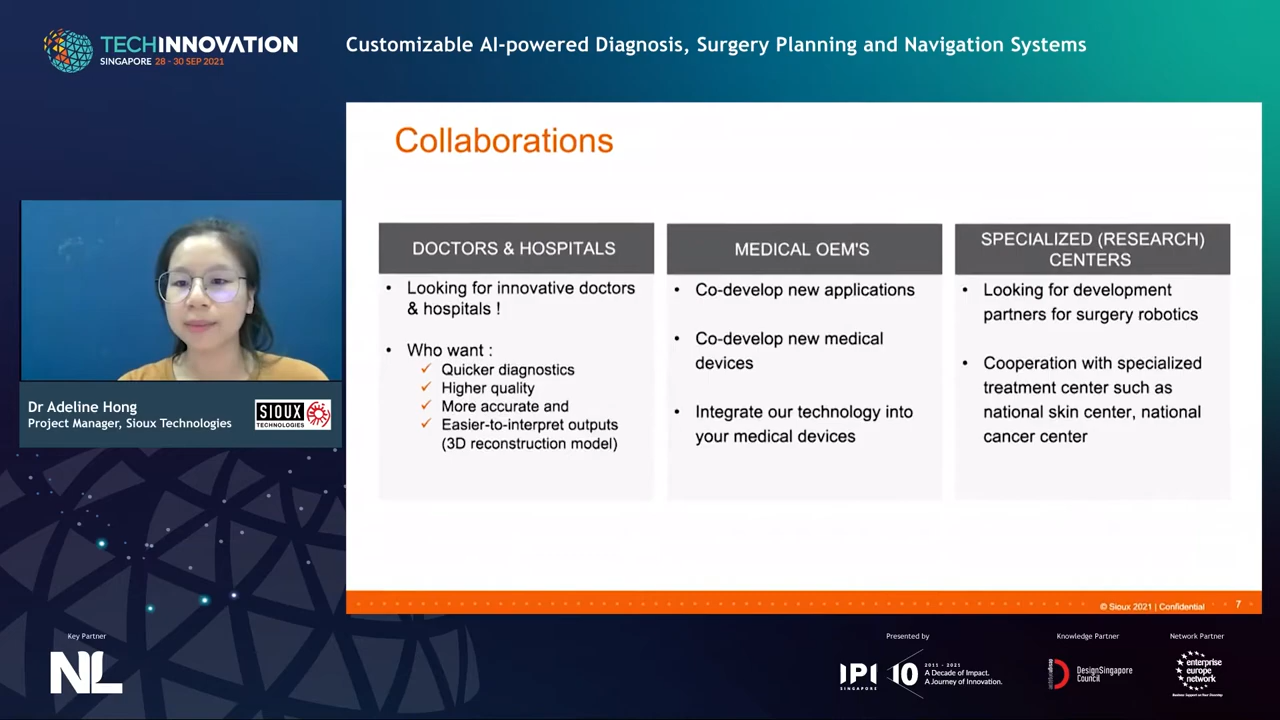 TECHINNOVATION
SINGAPORE 28 - 30 SEP 2021
Customizable AI-powered Diagnosis, Surgery Planning and Navigation Systems
Collaborations
DOCTORS & HOSPITALS
• Looking for innovative doctors
& hospitals !
• Who want :
✓ Quicker diagnostics
✓ Higher quality
✓ More accurate and
✓ Easier-to-interpret outputs
(3D reconstruction model)
MEDICAL OEM'S
• Co-develop new applications
• Co-develop new medical
devices
• Integrate our technology into
your medical devices
SPECIALIZED (RESEARCH)
CENTERS
• Looking for development
partners for surgery robotics
• Cooperation with specialized
treatment center such as
national skin center, national
cancer center
© Sioux 2021 | Confidential
7
Dr Adeline Hong
Project Manager, Sioux Technologies
SIOUX
TECHNOLOGIES
Key Partner
NL
Presented by
IPI
SINGAPORE
10
2011 - 2021
A Decade of Impact.
A Journey of Innovation.
Knowledge Partner
DesignSingapore
Council
Network Partner
enterprise
europe
network
Business Support on Your Doorstep